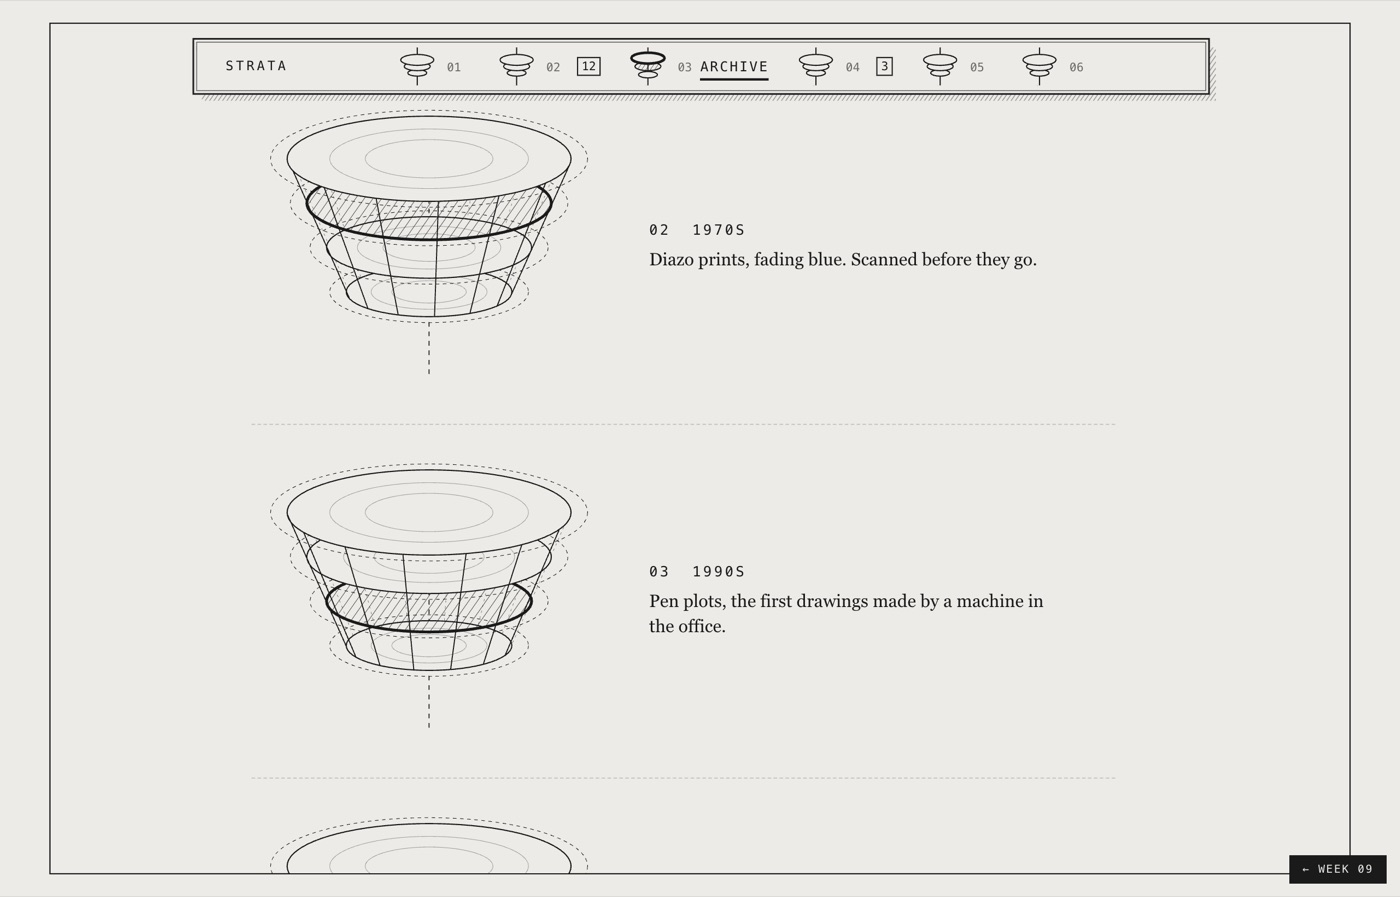 STRATA 01 02 12 03 ARCHIVE 04 3 05 06
02 1970S
Diazo prints, fading blue. Scanned before they go.
03 1990S
Pen plots, the first drawings made by a machine in
the office.
← WEEK 09